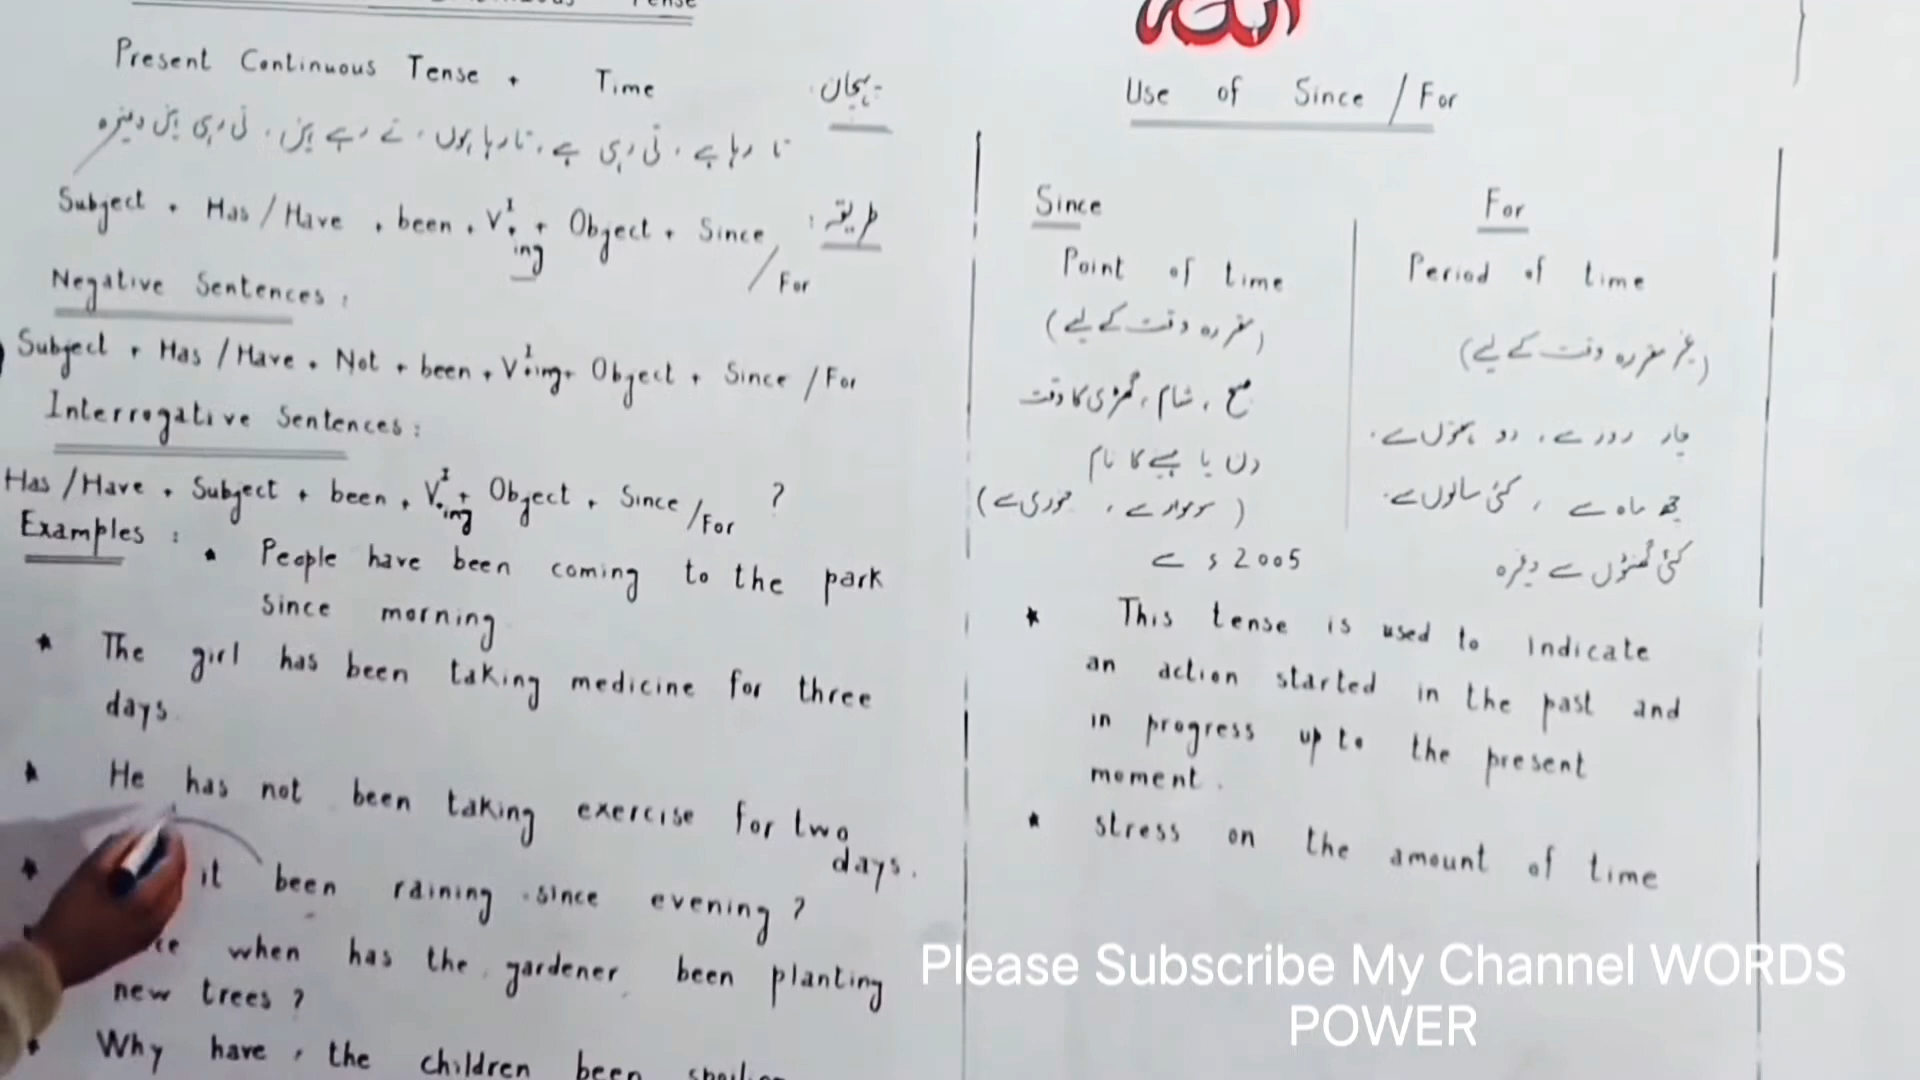 Tense
Present Continuous Tense + Time
پہچان:
تا رہا ہے، تی رہی ہے، تا رہا ہوں، تے رہے ہیں، تی رہی ہیں وغیرہ
Subject + Has / Have + been + V1 + ing + Object + Since / For
طریقہ:
Negative Sentences :
Subject + Has / Have + Not + been + V1 + ing + Object + Since / For
Interrogative Sentences :
Has / Have + Subject + been + V1 + ing + Object + Since / For ?
Examples :
* People have been coming to the park
since morning
* The girl has been taking medicine for three
days.
* He has not been taking exercise for two
days.
* it been raining since evening ?
when has the gardener been planting
new trees ?
* Why have the children been
الله
Use of Since / For
Since
Point of time
(مقررہ وقت کے لیے)
صبح، شام، گھڑی کا وقت
دن یا مہینے کا نام
(سوموار سے، جنوری سے)
2005ء سے
For
Period of time
(غیر مقررہ وقت کے لیے)
چار روز سے، دو ہفتوں سے،
چھ ماہ سے، کئی سالوں سے،
کئی گھنٹوں سے وغیرہ
* This tense is used to indicate
an action started in the past and
in progress up to the present
moment.
* stress on the amount of time
Please Subscribe My Channel WORDS
POWER